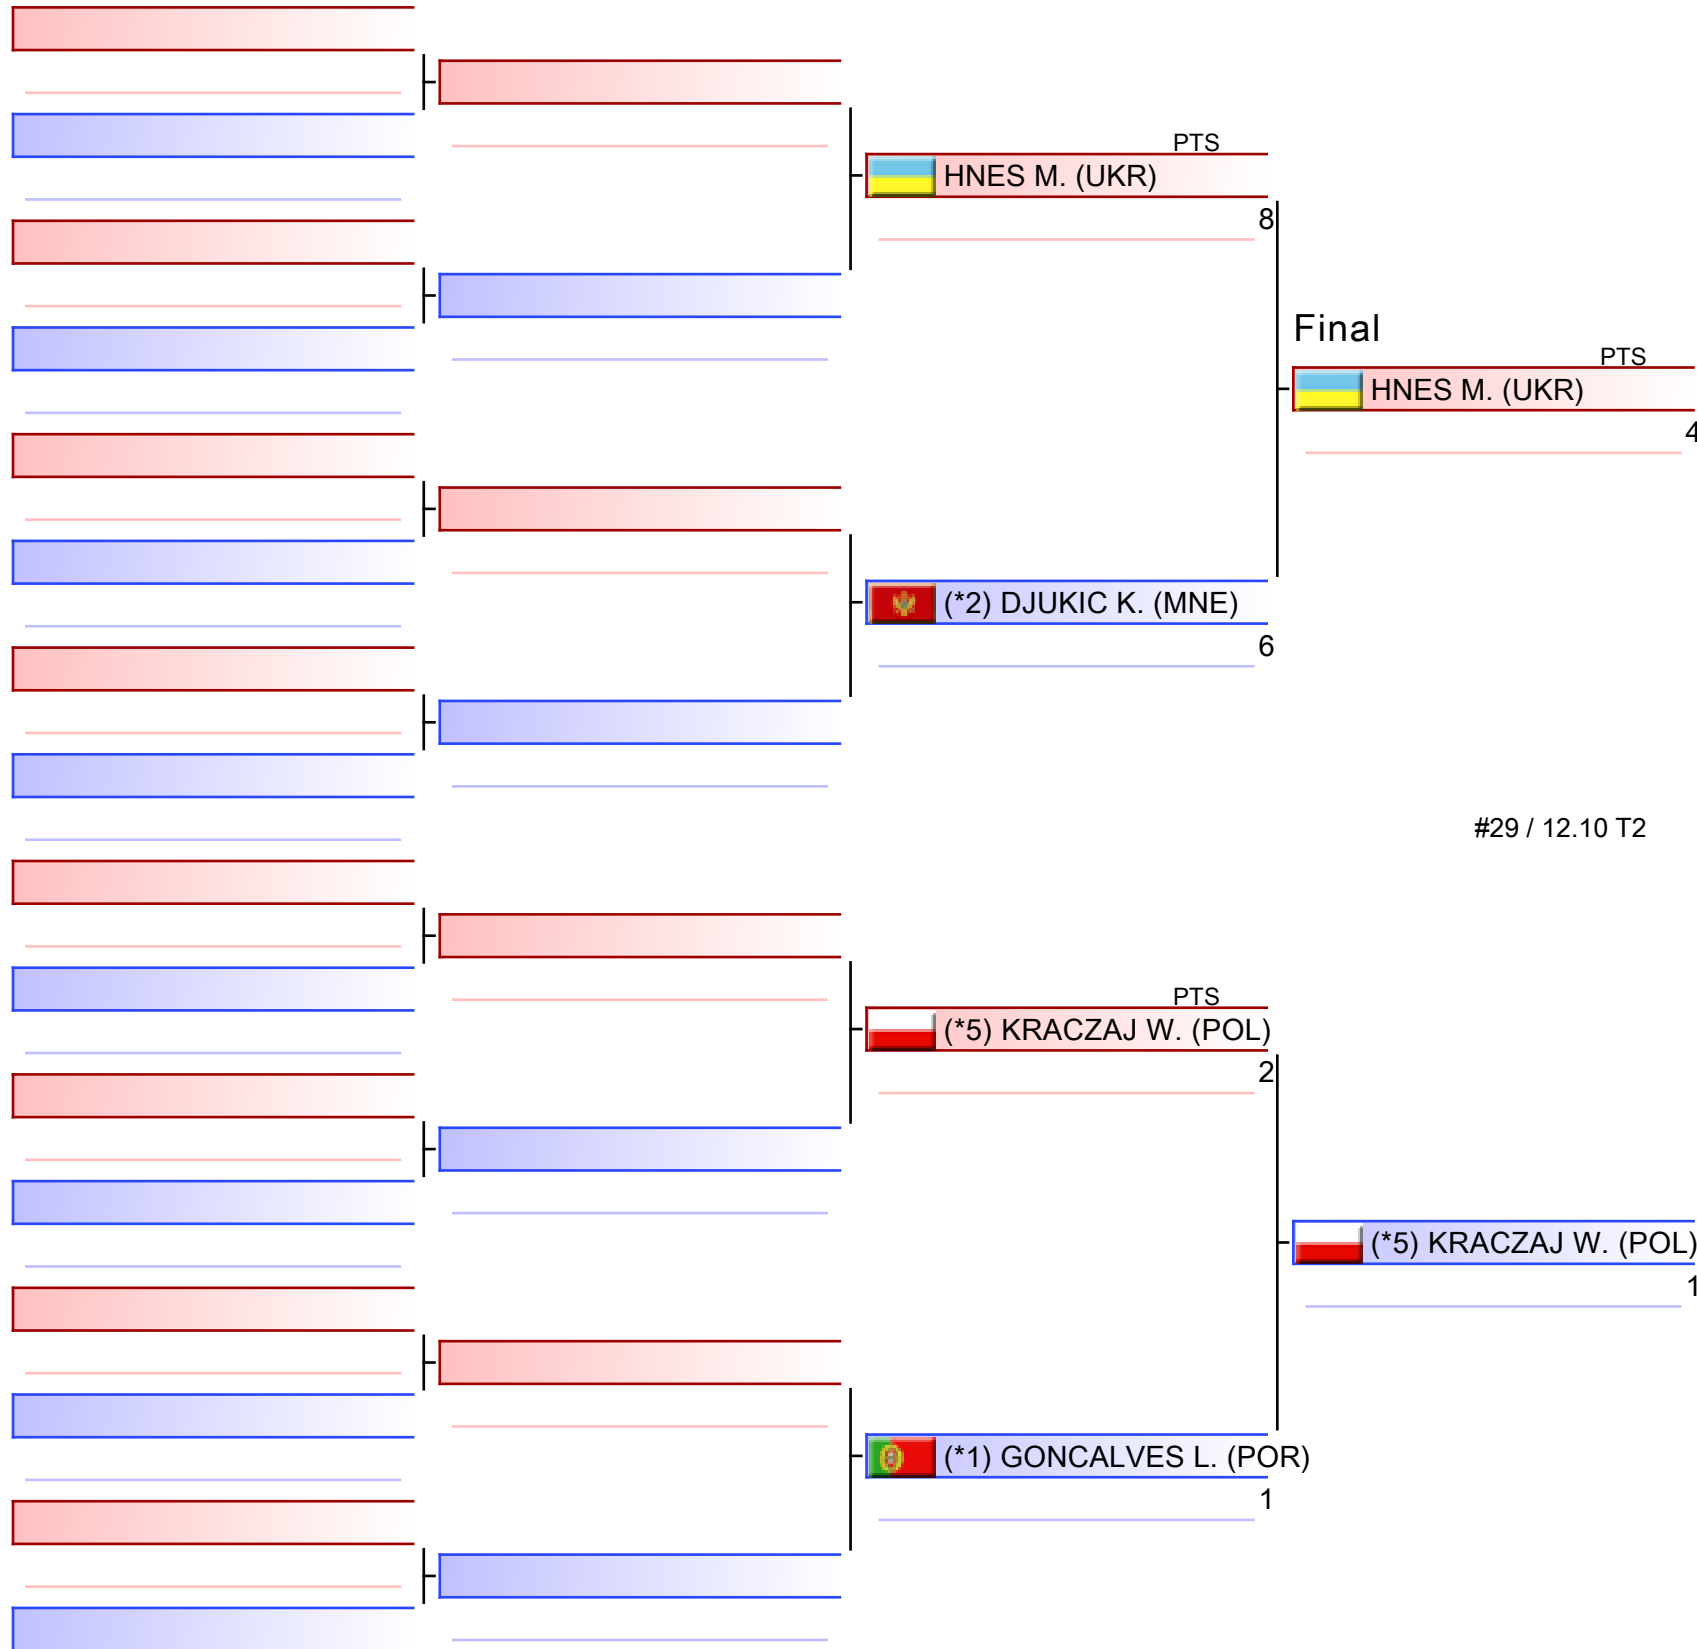 PTS
HNES M. (UKR)
8
Final
PTS
HNES M. (UKR)
4
(*2) DJUKIC K. (MNE)
6
#29 / 12.10 T2
PTS
(*5) KRACZAJ W. (POL)
2
(*5) KRACZAJ W. (POL)
1
(*1) GONCALVES L. (POR)
1